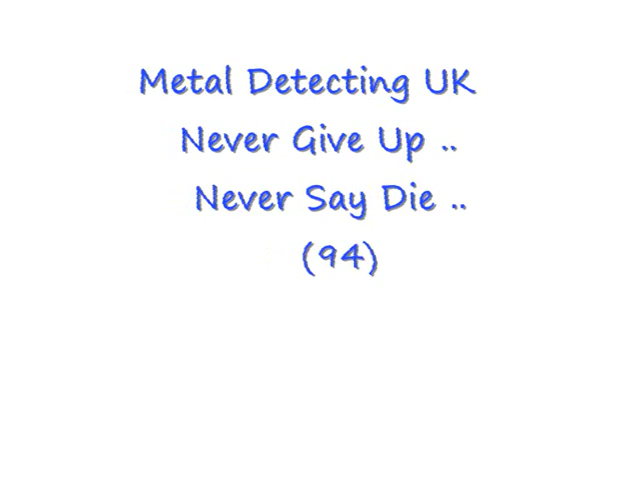 Metal Detecting UK
Never Give Up ..
Never Say Die ..
(94)